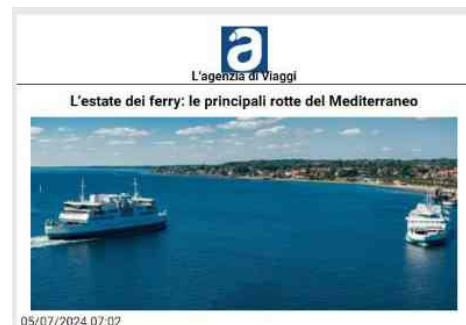 a
L'agenzia di Viaggi
L'estate dei ferry: le principali rotte del Mediterraneo
05/07/2024 07:02